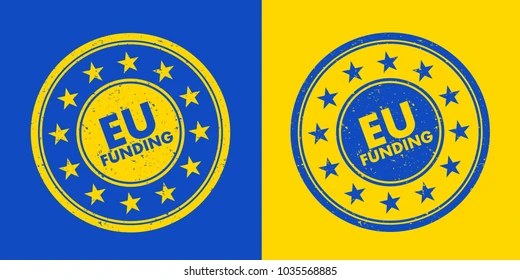 EU
FUNDING
EU
FUNDING
shutterstock.com · 1035568885